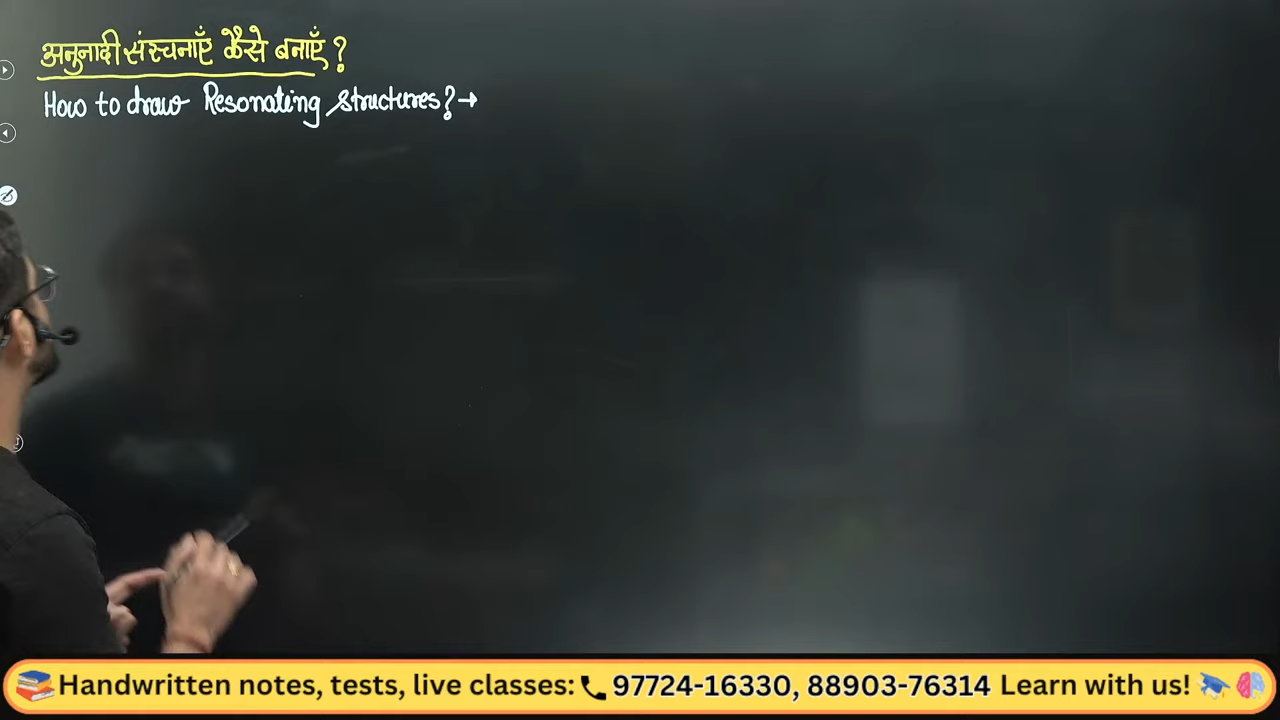 अनुनादी संरचनाएँ कैसे बनाएँ ?
How to draw Resonating structures?→
Handwritten notes, tests, live classes: 97724-16330, 88903-76314 Learn with us!